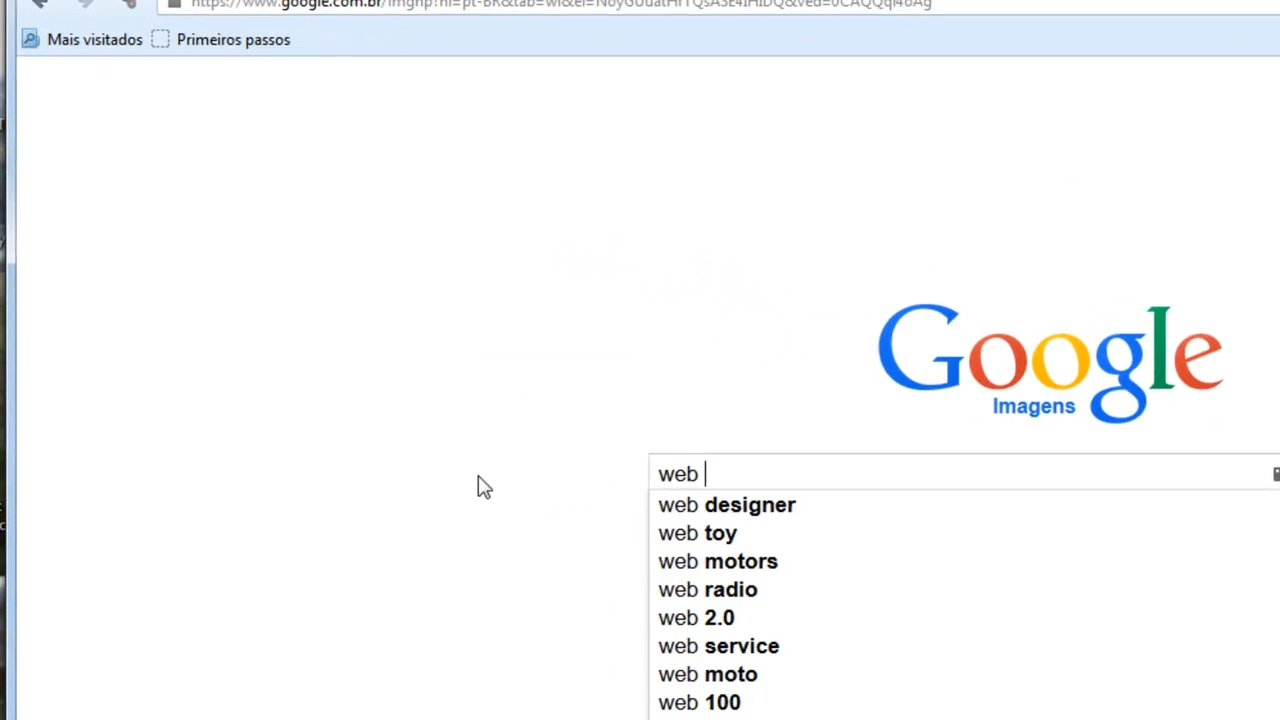 Mais visitados Primeiros passos
Google
Imagens
web
web designer
web toy
web motors
web radio
web 2.0
web service
web moto
web 100